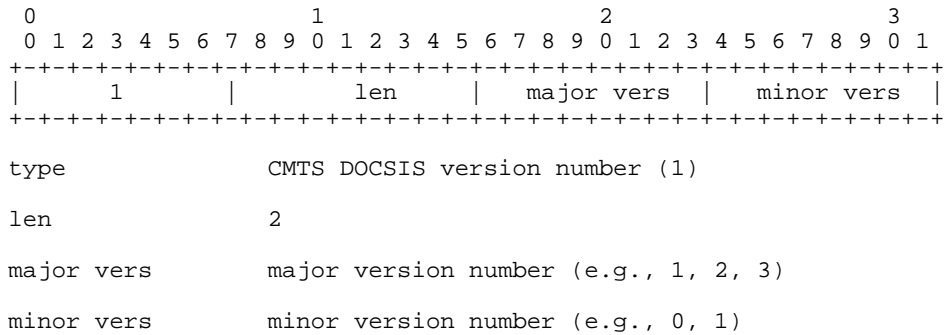 0                   1                   2                   3
0 1 2 3 4 5 6 7 8 9 0 1 2 3 4 5 6 7 8 9 0 1 2 3 4 5 6 7 8 9 0 1
+-+-+-+-+-+-+-+-+-+-+-+-+-+-+-+-+-+-+-+-+-+-+-+-+-+-+-+-+-+-+-+-+
|       1       |        len     |   major vers  |   minor vers  |
+-+-+-+-+-+-+-+-+-+-+-+-+-+-+-+-+-+-+-+-+-+-+-+-+-+-+-+-+-+-+-+-+
type              CMTS DOCSIS version number (1)
len               2
major vers        major version number (e.g., 1, 2, 3)
minor vers        minor version number (e.g., 0, 1)